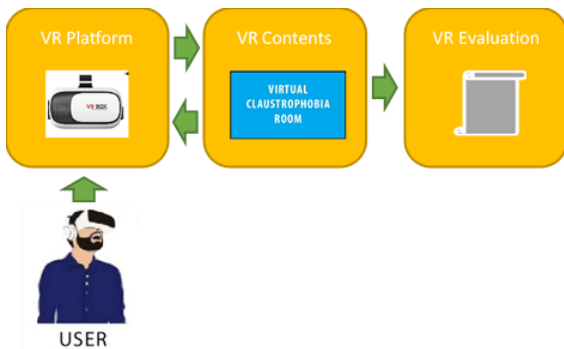 VR Platform
VR Contents
VR Evaluation
VR BOX
VIRTUAL
CLAUSTROPHOBIA
ROOM
USER